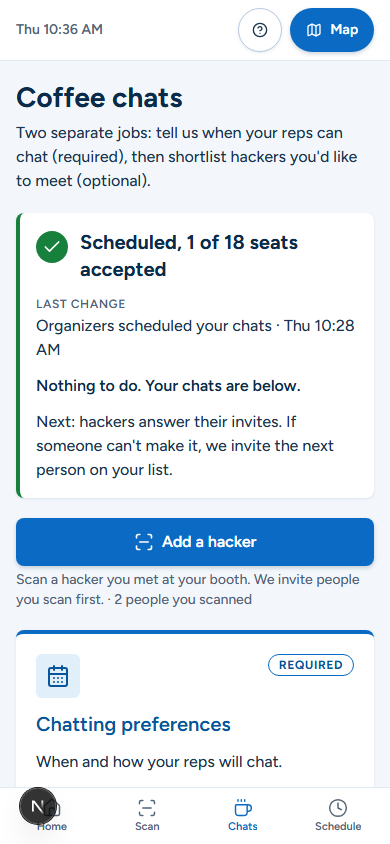 Thu 10:36 AM
Map
Coffee chats
Two separate jobs: tell us when your reps can
chat (required), then shortlist hackers you'd like
to meet (optional).
Scheduled, 1 of 18 seats
accepted
LAST CHANGE
Organizers scheduled your chats · Thu 10:28
AM
Nothing to do. Your chats are below.
Next: hackers answer their invites. If
someone can't make it, we invite the next
person on your list.
Add a hacker
Scan a hacker you met at your booth. We invite people
you scan first. · 2 people you scanned
REQUIRED
Chatting preferences
When and how your reps will chat.
N
Home
Scan
Chats
Schedule